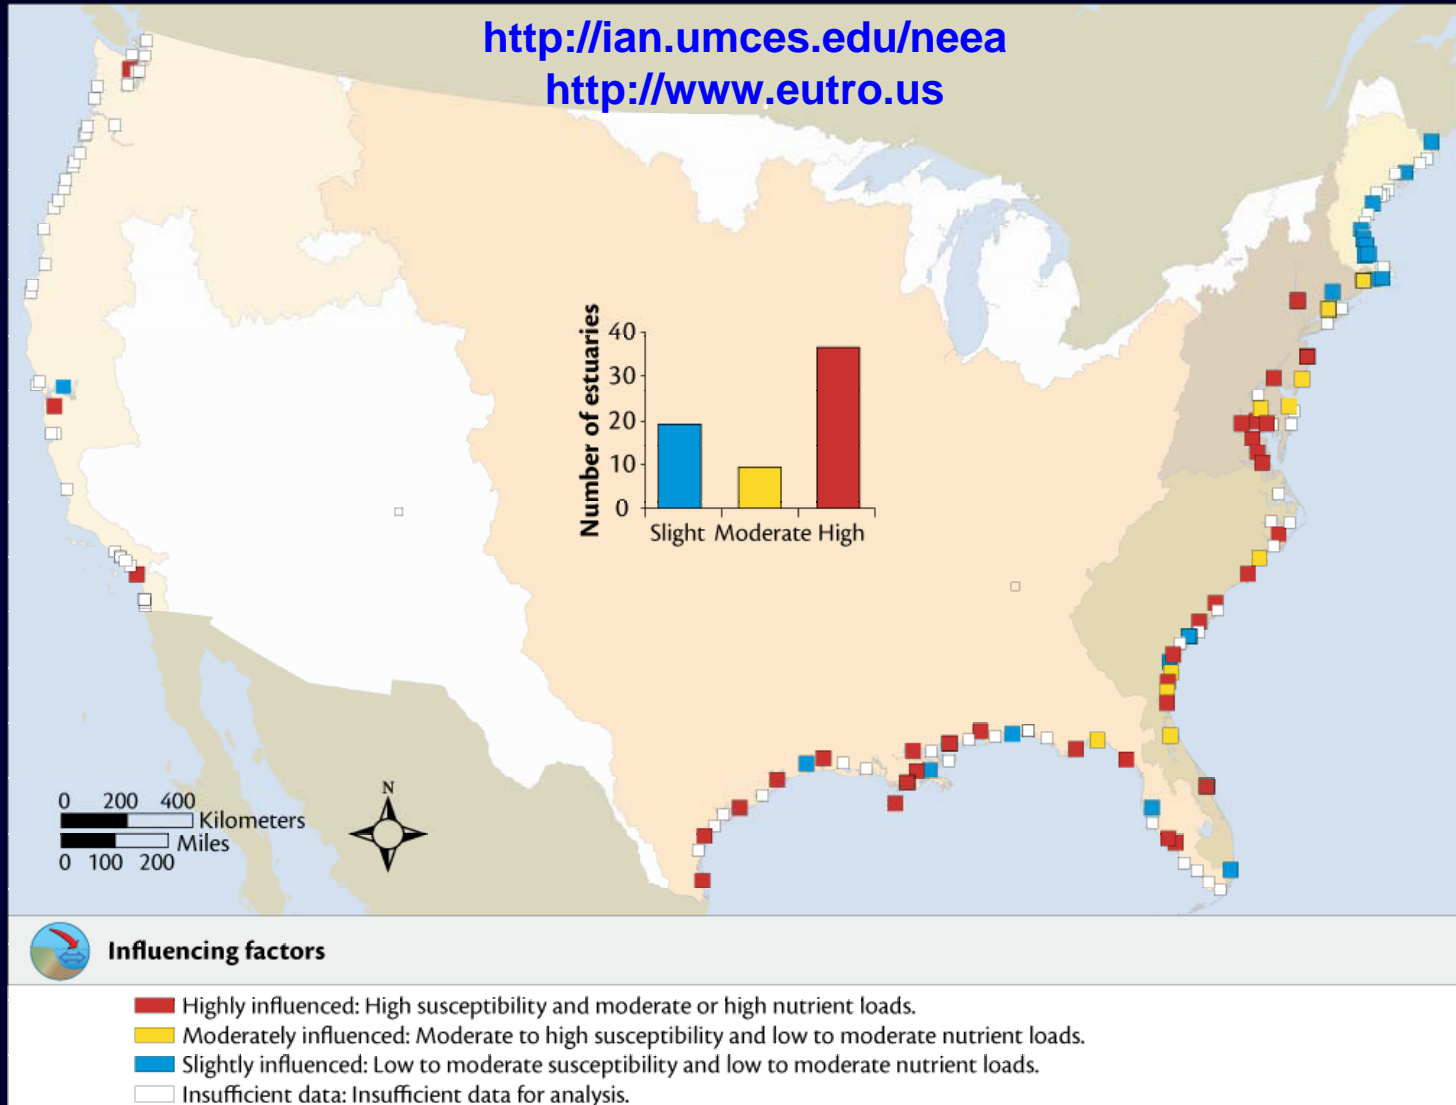 http://ian.umces.edu/neea
http://www.eutro.us
Number of estuaries
40
30
20
10
0
Slight Moderate High
N
0 200 400
Kilometers
Miles
0 100 200
Influencing factors
Highly influenced: High susceptibility and moderate or high nutrient loads.
Moderately influenced: Moderate to high susceptibility and low to moderate nutrient loads.
Slightly influenced: Low to moderate susceptibility and low to moderate nutrient loads.
Insufficient data: Insufficient data for analysis.